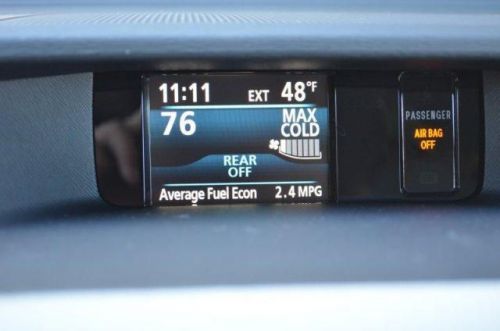 11:11 EXT 48°F
76 MAX
COLD
REAR
OFF
Average Fuel Econ 2.4 MPG
PASSENGER
AIR BAG
OFF